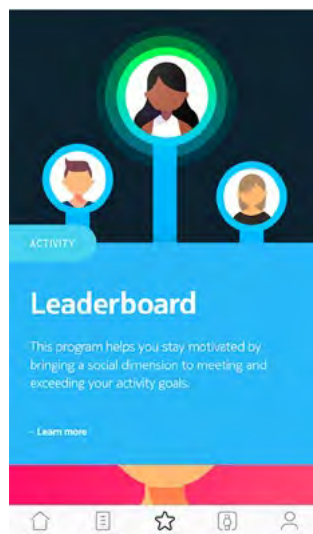 ACTIVITY
Leaderboard
This program helps you stay motivated by
bringing a social dimension to meeting and
exceeding your activity goals.
- Learn more